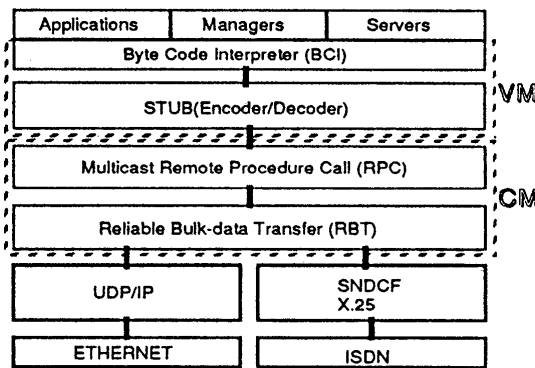 Applications Managers Servers
Byte Code Interpreter (BCI)
VM
STUB(Encoder/Decoder)
Multicast Remote Procedure Call (RPC)
CM
Reliable Bulk-data Transfer (RBT)
UDP/IP
SNDCF
X.25
ETHERNET
ISDN